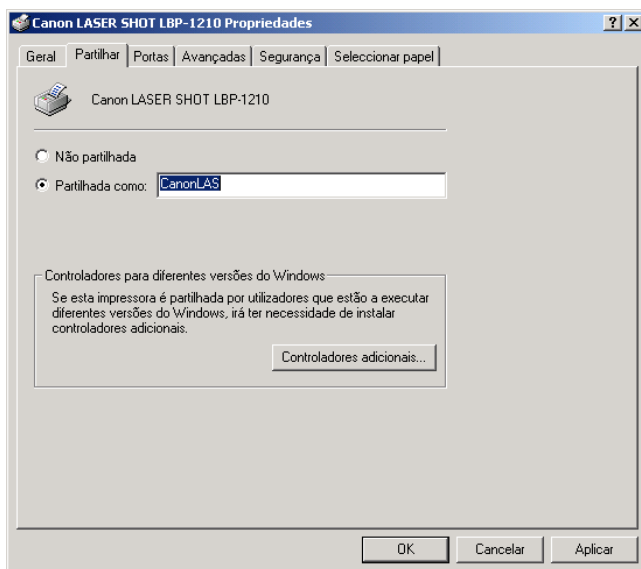 Canon LASER SHOT LBP-1210 Propriedades
Geral Partilhar Portas Avançadas Segurança Seleccionar papel
Canon LASER SHOT LBP-1210
Não partilhada
Partilhada como: CanonLAS
Controladores para diferentes versões do Windows
Se esta impressora é partilhada por utilizadores que estão a executar
diferentes versões do Windows, irá ter necessidade de instalar
controladores adicionais.
Controladores adicionais...
OK Cancelar Aplicar